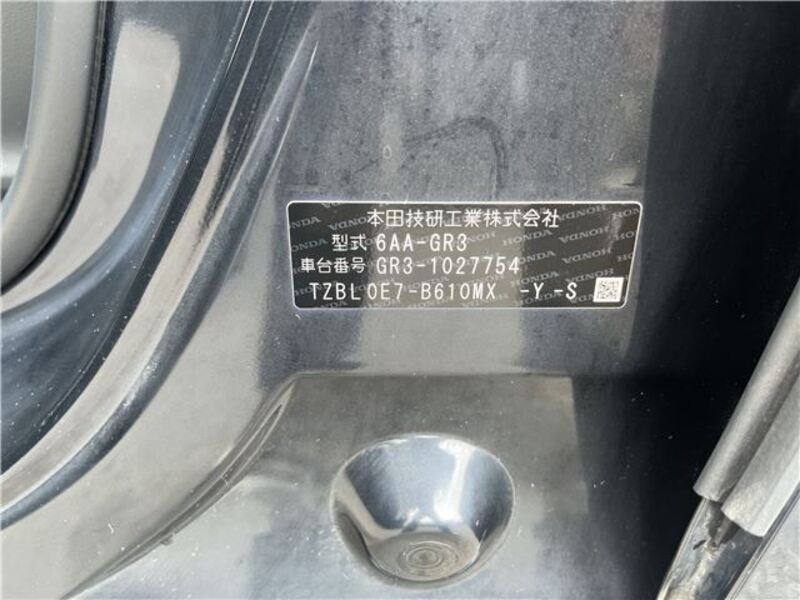 本田技研工業株式会社
型式 6AA-GR3
車台番号 GR3-1027754
TZBL0E7-B610MX -Y-S